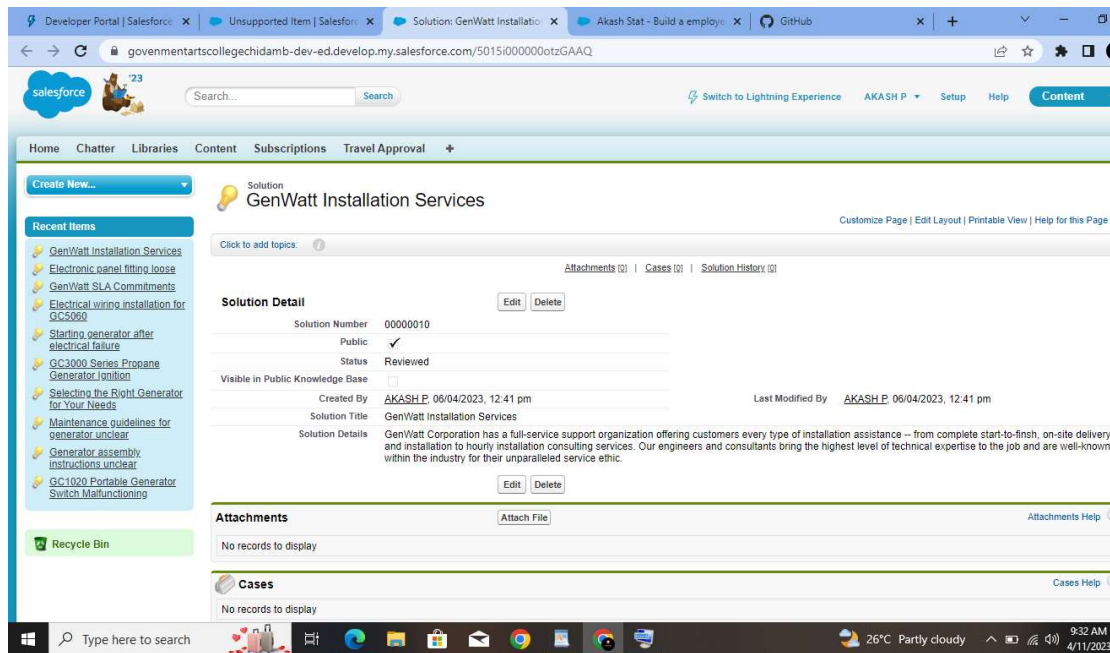 Developer Portal | Salesforce
Unsupported Item | Salesforc
Solution: GenWatt Installatio
Akash Stat - Build a employe
GitHub
govenmentartscollegechidamb-dev-ed.develop.my.salesforce.com/5015i000000otzGAAQ
salesforce
'23
Search...
Search
Switch to Lightning Experience
AKASH P
Setup
Help
Content
Home Chatter Libraries Content Subscriptions Travel Approval +
Create New...
Recent Items
GenWatt Installation Services
Electronic panel fitting loose
GenWatt SLA Commitments
Electrical wiring installation for
GC5060
Starting generator after
electrical failure
GC3000 Series Propane
Generator Ignition
Selecting the Right Generator
for Your Needs
Maintenance guidelines for
generator unclear
Generator assembly
instructions unclear
GC1020 Portable Generator
Switch Malfunctioning
Recycle Bin
Solution
GenWatt Installation Services
Customize Page | Edit Layout | Printable View | Help for this Page
Click to add topics:
Attachments [0] | Cases [0] | Solution History [0]
Solution Detail
Edit Delete
Solution Number 00000010
Public
Status Reviewed
Visible in Public Knowledge Base
Created By AKASH P, 06/04/2023, 12:41 pm
Last Modified By AKASH P, 06/04/2023, 12:41 pm
Solution Title GenWatt Installation Services
Solution Details GenWatt Corporation has a full-service support organization offering customers every type of installation assistance -- from complete start-to-finsh, on-site delivery
and installation to hourly installation consulting services. Our engineers and consultants bring the highest level of technical expertise to the job and are well-known
within the industry for their unparalleled service ethic.
Edit Delete
Attachments
Attach File
Attachments Help
No records to display
Cases
Cases Help
No records to display
Type here to search
26°C Partly cloudy
9:32 AM
4/11/2023